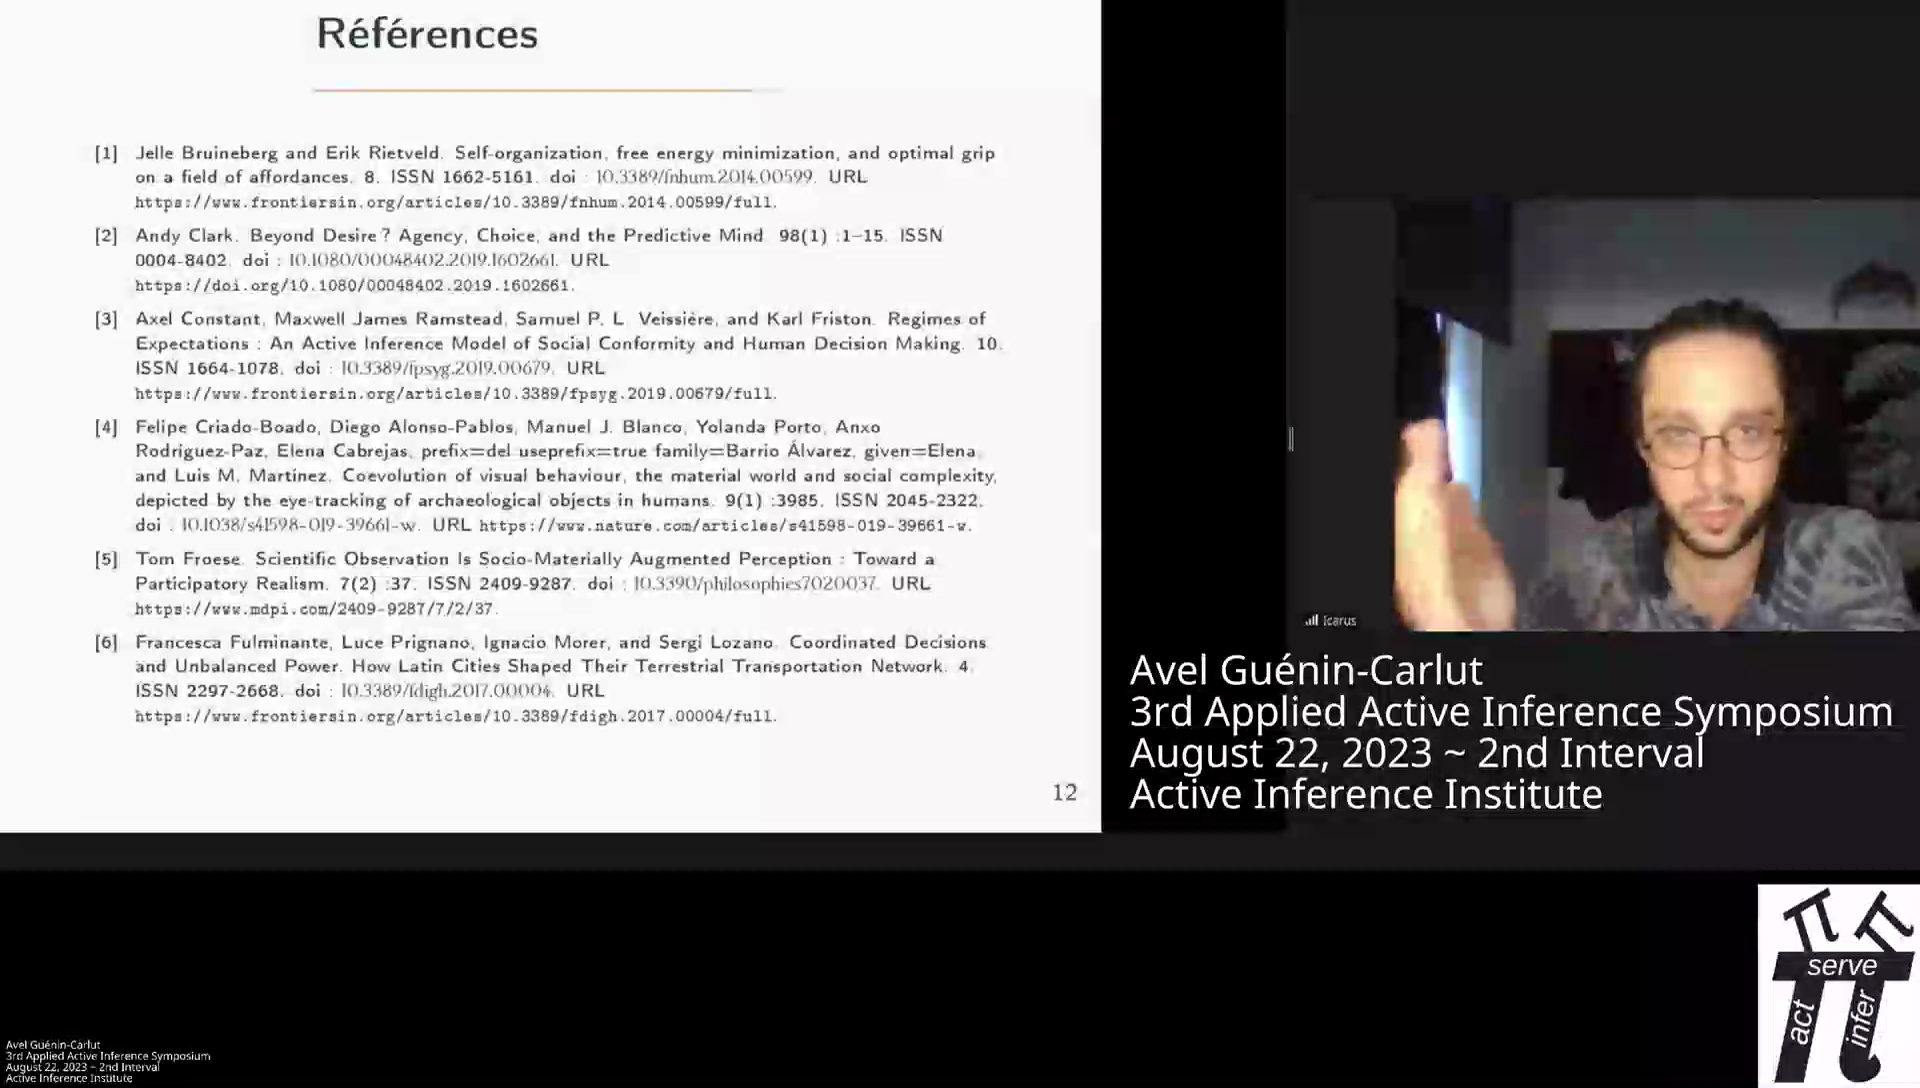 Références
[1] Jelle Bruineberg and Erik Rietveld. Self-organization, free energy minimization, and optimal grip
on a field of affordances. 8. ISSN 1662-5161. doi : 10.3389/fnhum.2014.00599. URL
https://www.frontiersin.org/articles/10.3389/fnhum.2014.00599/full.
[2] Andy Clark. Beyond Desire ? Agency, Choice, and the Predictive Mind. 98(1) :1–15. ISSN
0004-8402. doi : 10.1080/00048402.2019.1602661. URL
https://doi.org/10.1080/00048402.2019.1602661.
[3] Axel Constant, Maxwell James Ramstead, Samuel P. L. Veissière, and Karl Friston. Regimes of
Expectations : An Active Inference Model of Social Conformity and Human Decision Making. 10.
ISSN 1664-1078. doi : 10.3389/fpsyg.2019.00679. URL
https://www.frontiersin.org/articles/10.3389/fpsyg.2019.00679/full.
[4] Felipe Criado-Boado, Diego Alonso-Pablos, Manuel J. Blanco, Yolanda Porto, Anxo
Rodríguez-Paz, Elena Cabrejas, prefix=del useprefix=true family=Barrio Álvarez, given=Elena,
and Luis M. Martínez. Coevolution of visual behaviour, the material world and social complexity,
depicted by the eye-tracking of archaeological objects in humans. 9(1) :3985. ISSN 2045-2322.
doi : 10.1038/s41598-019-39661-w. URL https://www.nature.com/articles/s41598-019-39661-w.
[5] Tom Froese. Scientific Observation Is Socio-Materially Augmented Perception : Toward a
Participatory Realism. 7(2) :37. ISSN 2409-9287. doi : 10.3390/philosophies7020037. URL
https://www.mdpi.com/2409-9287/7/2/37.
[6] Francesca Fulminante, Luce Prignano, Ignacio Morer, and Sergi Lozano. Coordinated Decisions
and Unbalanced Power. How Latin Cities Shaped Their Terrestrial Transportation Network. 4.
ISSN 2297-2668. doi : 10.3389/fdigh.2017.00004. URL
https://www.frontiersin.org/articles/10.3389/fdigh.2017.00004/full.
12
Icarus
Avel Guénin-Carlut
3rd Applied Active Inference Symposium
August 22, 2023 ~ 2nd Interval
Active Inference Institute
serve
act
infer
Avel Guénin-Carlut
3rd Applied Active Inference Symposium
August 22, 2023 ~ 2nd Interval
Active Inference Institute